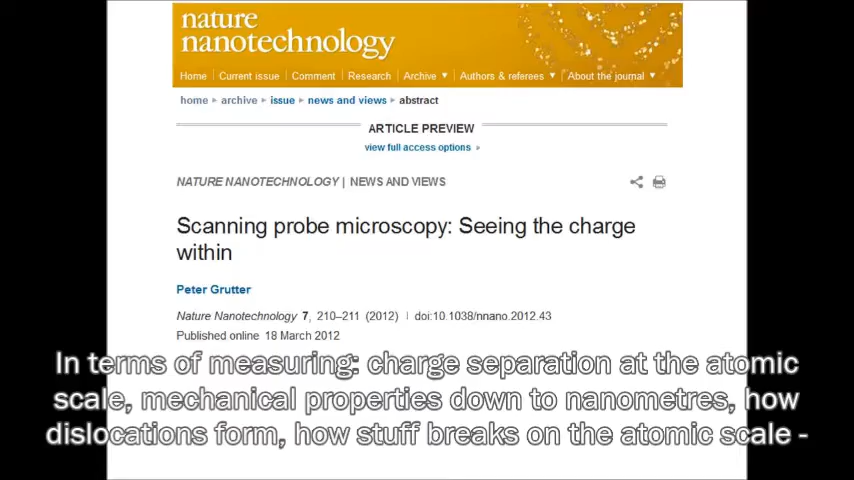 nature
nanotechnology
Home | Current issue | Comment | Research | Archive ▼ | Authors & referees ▼ | About the journal ▼
home ▸ archive ▸ issue ▸ news and views ▸ abstract
ARTICLE PREVIEW
view full access options ▸
NATURE NANOTECHNOLOGY | NEWS AND VIEWS
Scanning probe microscopy: Seeing the charge
within
Peter Grutter
Nature Nanotechnology 7, 210–211 (2012) | doi:10.1038/nnano.2012.43
Published online 18 March 2012
In terms of measuring: charge separation at the atomic
scale, mechanical properties down to nanometres, how
dislocations form, how stuff breaks on the atomic scale -